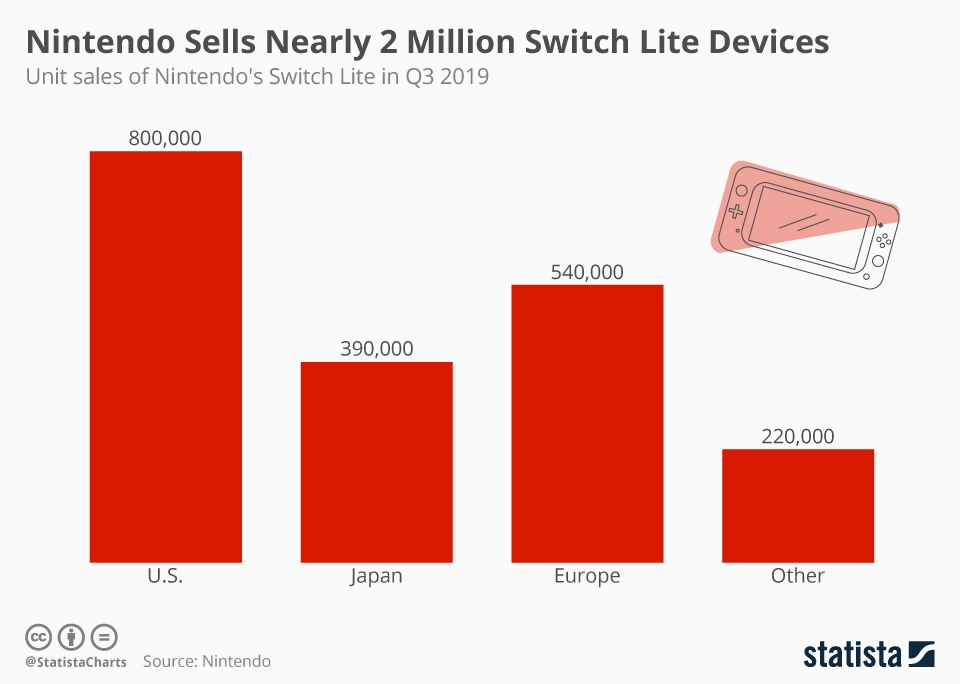 Nintendo Sells Nearly 2 Million Switch Lite Devices
Unit sales of Nintendo's Switch Lite in Q3 2019
800,000
540,000
390,000
220,000
U.S.
Japan
Europe
Other
cc
@StatistaCharts Source: Nintendo
statista